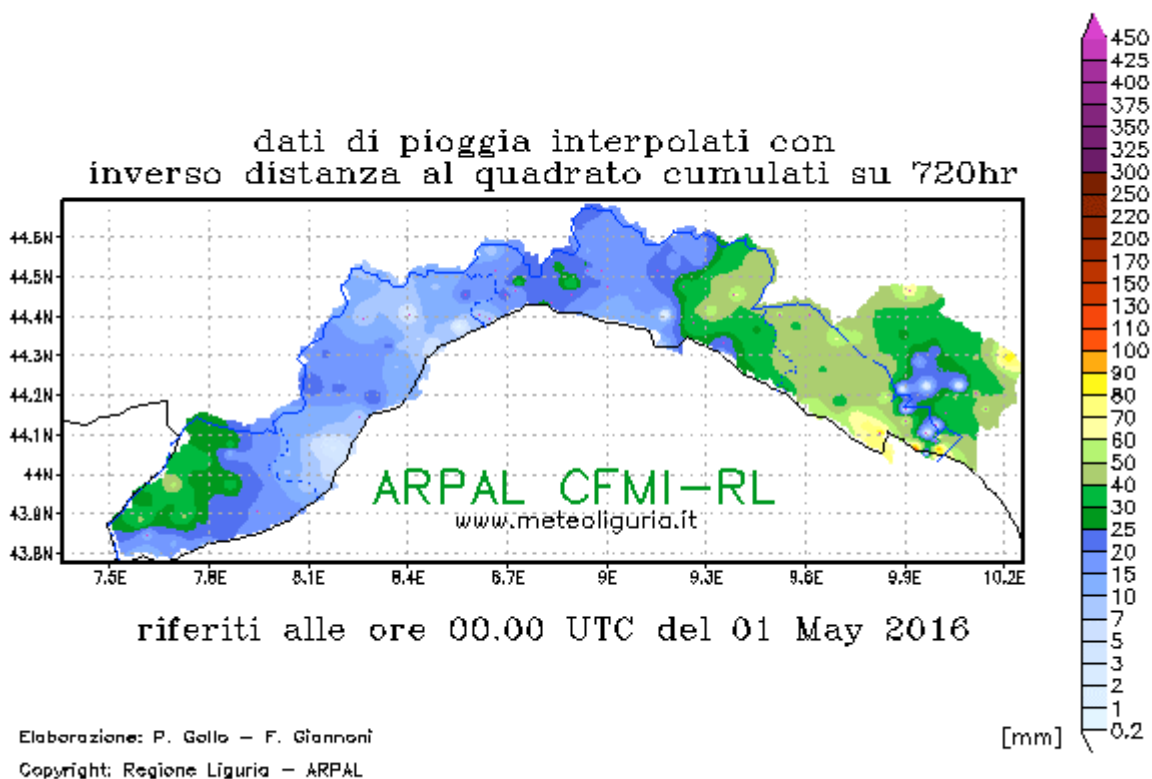 dati di pioggia interpolati con
inverso distanza al quadrato cumulati su 720hr
44.6N
44.5N
44.4N
44.3N
44.2N
44.1N
44N
43.9N
43.8N
7.5E 7.8E 8.1E 8.4E 8.7E 9E 9.3E 9.6E 9.9E 10.2E
ARPAL CFMI-RL
www.meteoliguria.it
riferiti alle ore 00.00 UTC del 01 May 2016
450
425
400
375
350
325
300
250
220
200
170
150
130
110
100
90
80
70
60
50
40
30
25
20
15
10
7
5
3
2
1
0.2
[mm]
Elaborazione: P. Gollo - F. Giannoni
Copyright: Regione Liguria - ARPAL